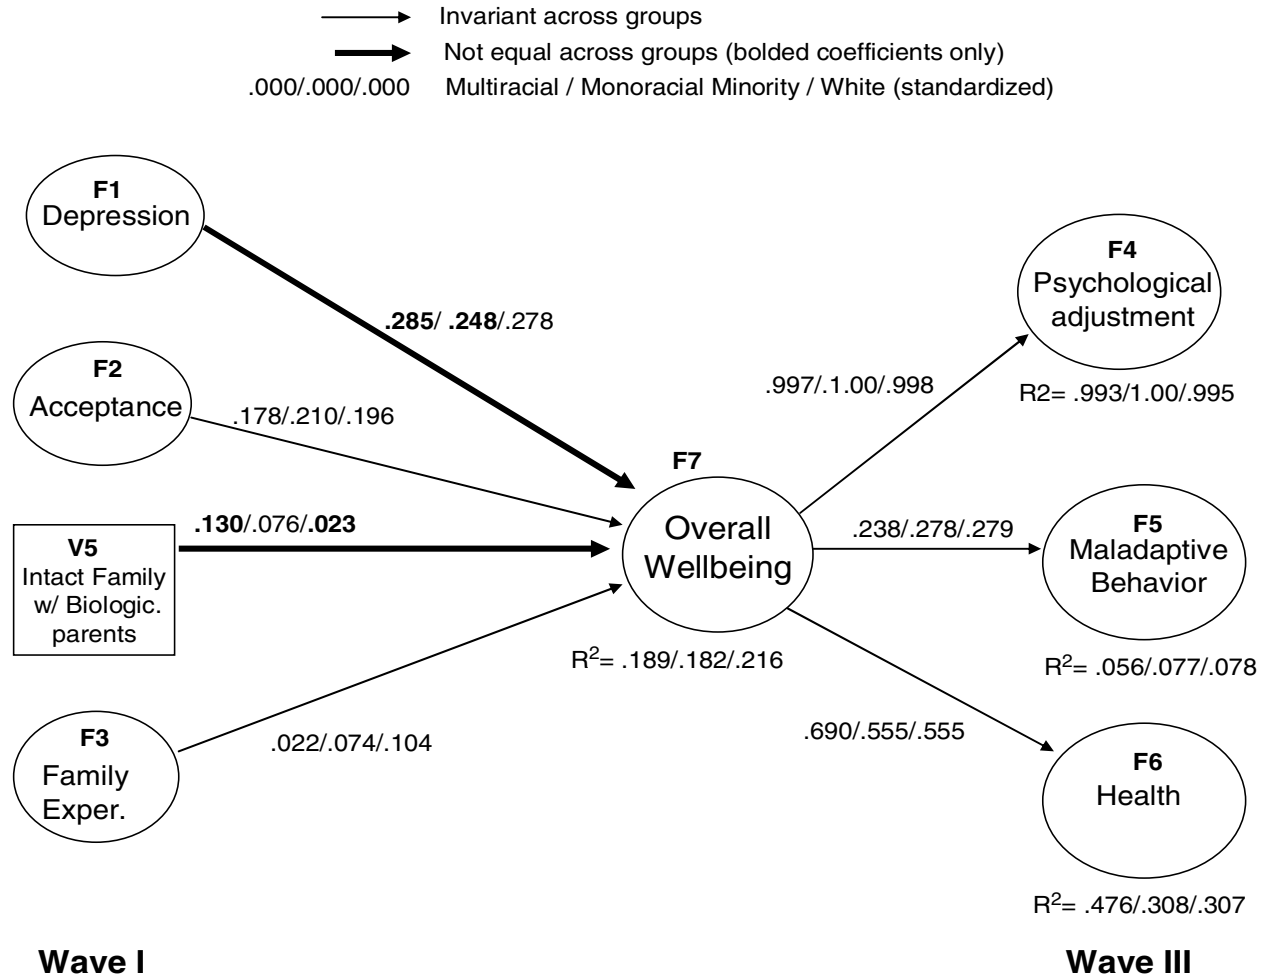 Invariant across groups
Not equal across groups (bolded coefficients only)
.000/.000/.000 Multiracial / Monoracial Minority / White (standardized)
F1
Depression
.285/ .248/.278
F2
Acceptance
.178/.210/.196
V5
Intact Family
w/ Biologic.
parents
.130/.076/.023
F3
Family
Exper.
.022/.074/.104
F7
Overall
Wellbeing
R²= .189/.182/.216
.997/.1.00/.998
F4
Psychological
adjustment
R2= .993/1.00/.995
.238/.278/.279
F5
Maladaptive
Behavior
R²= .056/.077/.078
.690/.555/.555
F6
Health
R²= .476/.308/.307
Wave I
Wave III